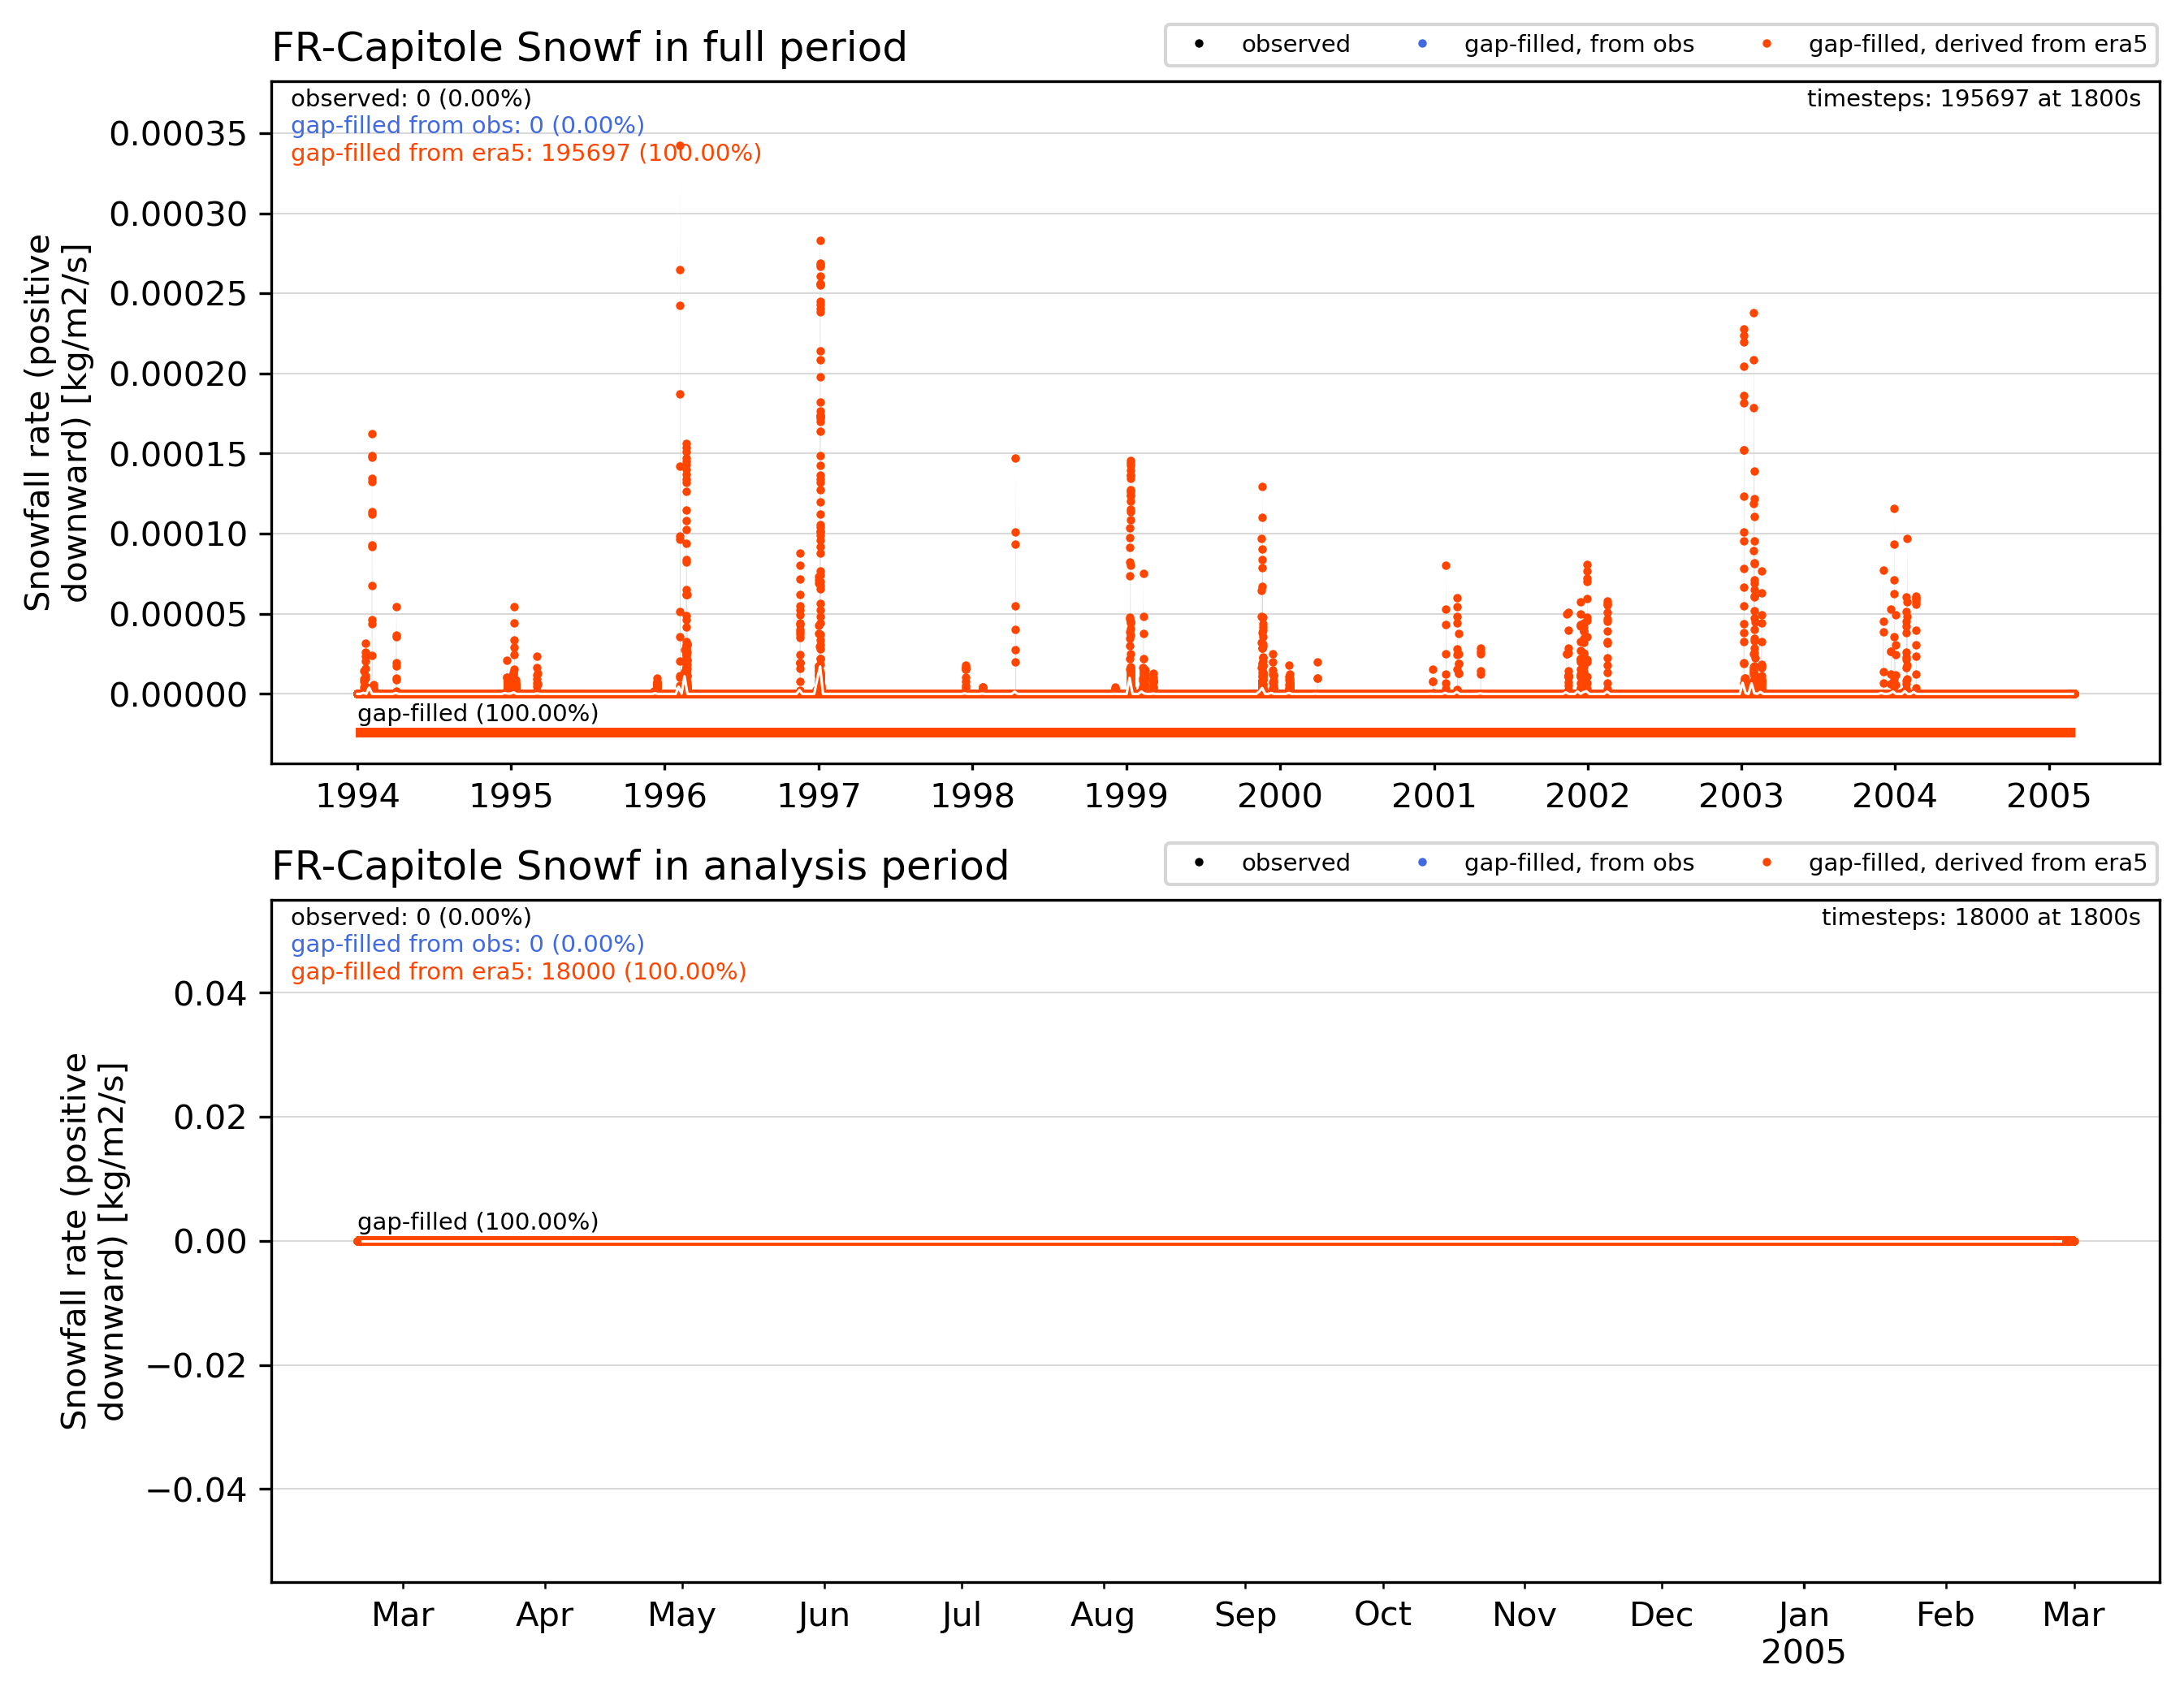 FR-Capitole Snowf in full period
observed
gap-filled, from obs
gap-filled, derived from era5
observed: 0 (0.00%)
gap-filled from obs: 0 (0.00%)
gap-filled from era5: 195697 (100.00%)
timesteps: 195697 at 1800s
Snowfall rate (positive
downward) [kg/m2/s]
0.00035
0.00030
0.00025
0.00020
0.00015
0.00010
0.00005
0.00000
gap-filled (100.00%)
1994 1995 1996 1997 1998 1999 2000 2001 2002 2003 2004 2005
FR-Capitole Snowf in analysis period
observed
gap-filled, from obs
gap-filled, derived from era5
observed: 0 (0.00%)
gap-filled from obs: 0 (0.00%)
gap-filled from era5: 18000 (100.00%)
timesteps: 18000 at 1800s
Snowfall rate (positive
downward) [kg/m2/s]
0.04
0.02
0.00
−0.02
−0.04
gap-filled (100.00%)
Mar Apr May Jun Jul Aug Sep Oct Nov Dec Jan Feb Mar
2005